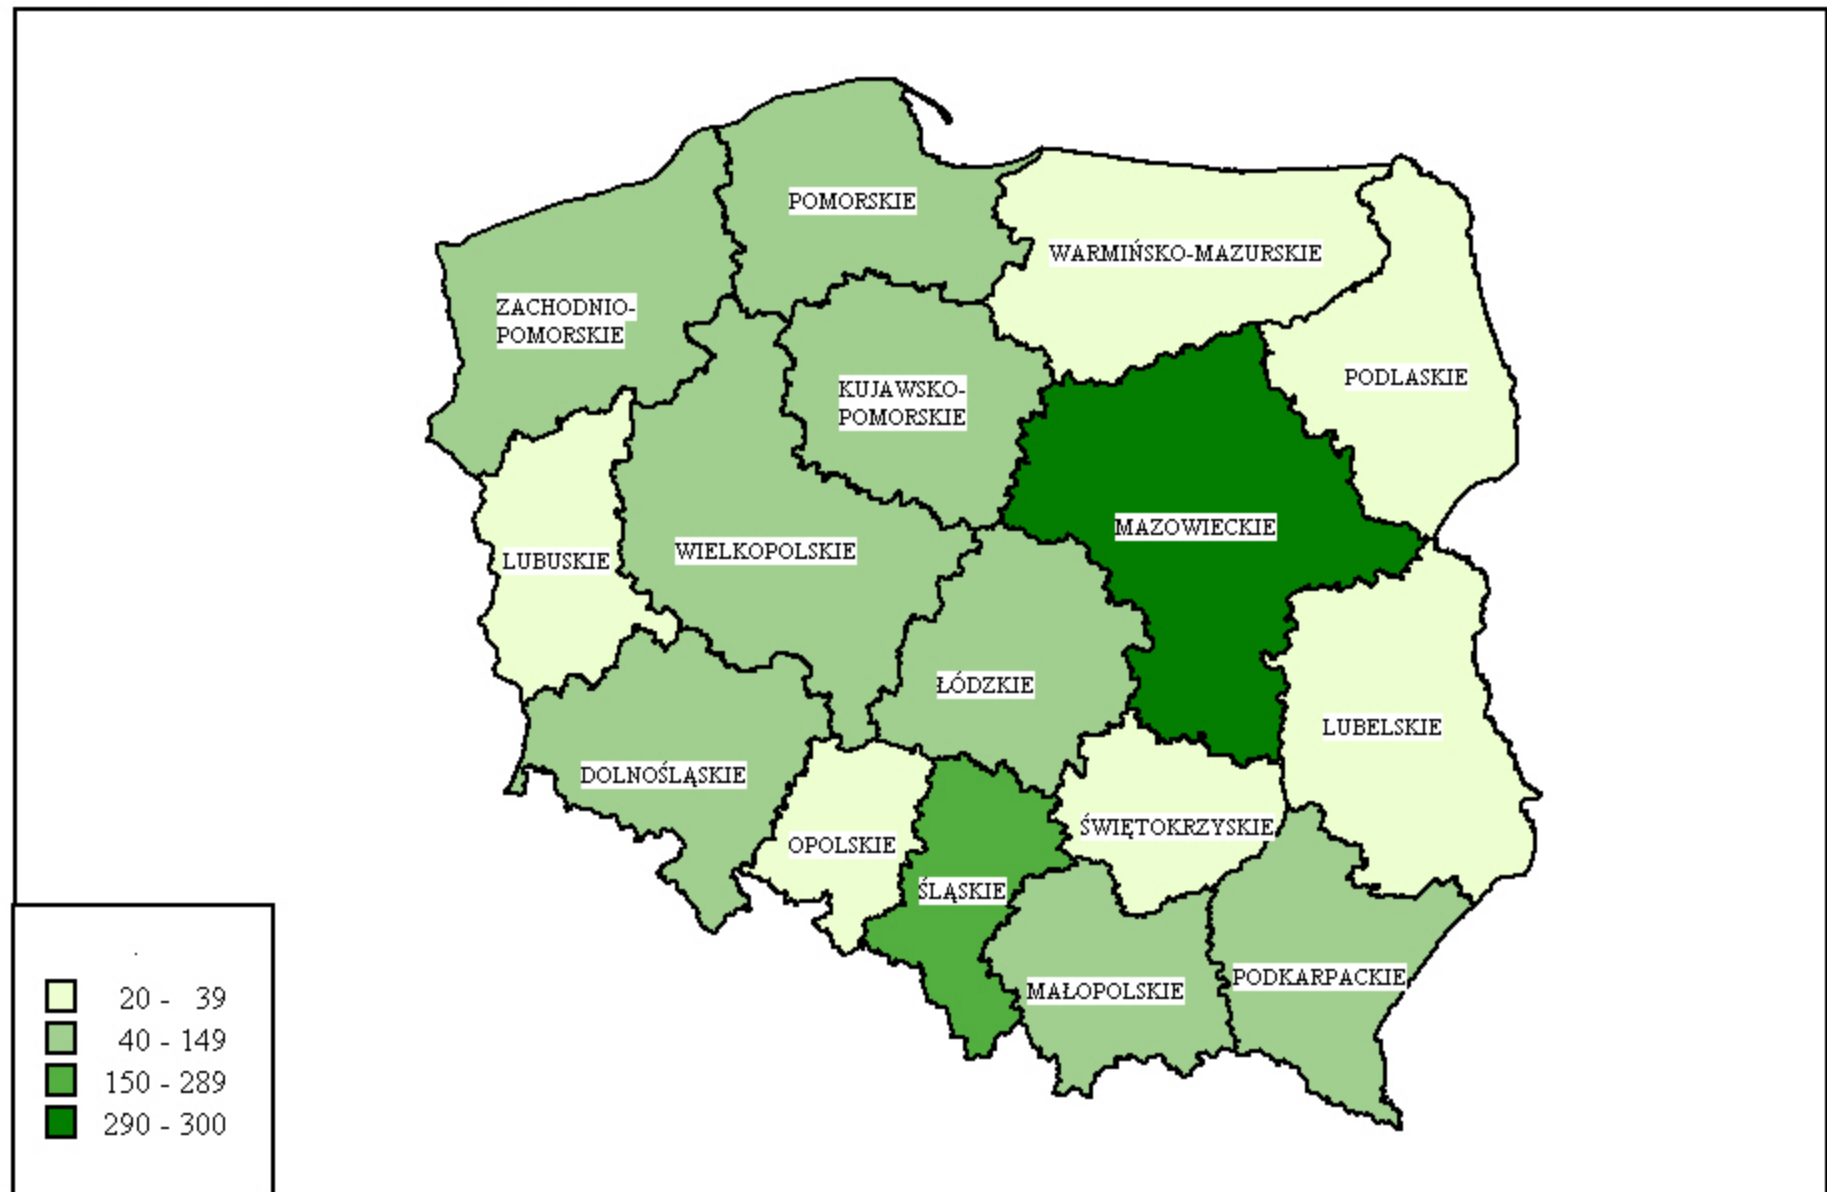 POMORSKIE
WARMIŃSKO-MAZURSKIE
ZACHODNIO-
POMORSKIE
PODLASKIE
KUJAWSKO-
POMORSKIE
MAZOWIECKIE
WIELKOPOLSKIE
LUBUSKIE
ŁÓDZKIE
LUBELSKIE
DOLNOŚLĄSKIE
ŚWIĘTOKRZYSKIE
OPOLSKIE
ŚLĄSKIE
PODKARPACKIE
MAŁOPOLSKIE
.
20 - 39
40 - 149
150 - 289
290 - 300